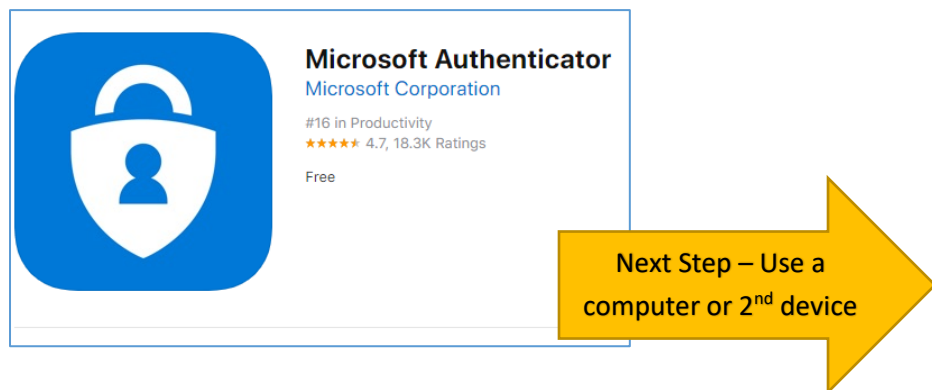 Microsoft Authenticator
Microsoft Corporation
#16 in Productivity
4.7, 18.3K Ratings
Free
Next Step – Use a
computer or 2nd device